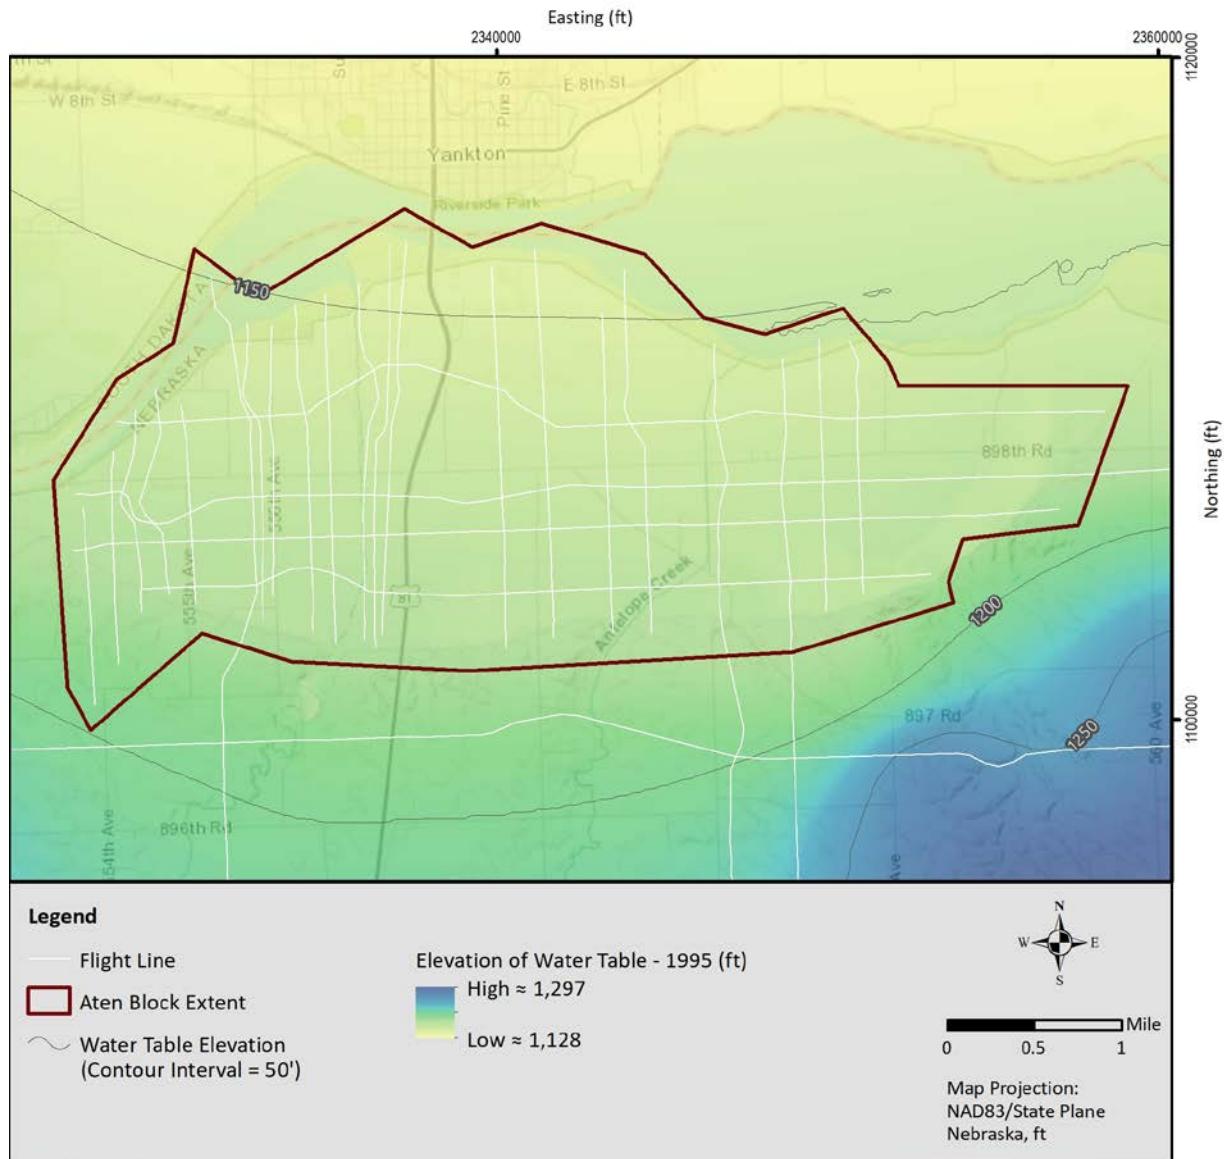 Easting (ft)
2340000
2360000
1120000
W 8th St
Pine St
E 8th St
Yankton
Riverside Park
1150
SOUTH DAKOTA
NEBRASKA
898th Rd
Northing (ft)
555th Ave
81
Antelope Creek
1200
897 Rd
1100000
1250
560 Ave
896th Rd
554th Ave
Ave
Legend
Flight Line
Aten Block Extent
Water Table Elevation
(Contour Interval = 50')
Elevation of Water Table - 1995 (ft)
High ≈ 1,297
Low ≈ 1,128
N
W
E
S
Mile
0
0.5
1
Map Projection:
NAD83/State Plane
Nebraska, ft